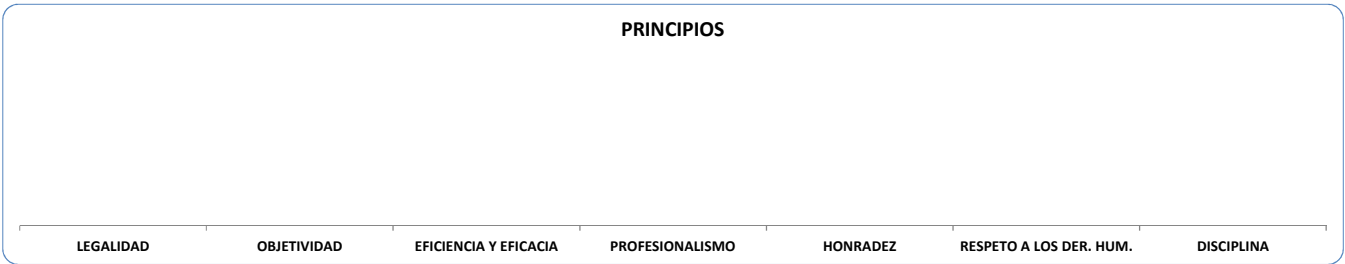 PRINCIPIOS
LEGALIDAD OBJETIVIDAD EFICIENCIA Y EFICACIA PROFESIONALISMO HONRADEZ RESPETO A LOS DER. HUM. DISCIPLINA